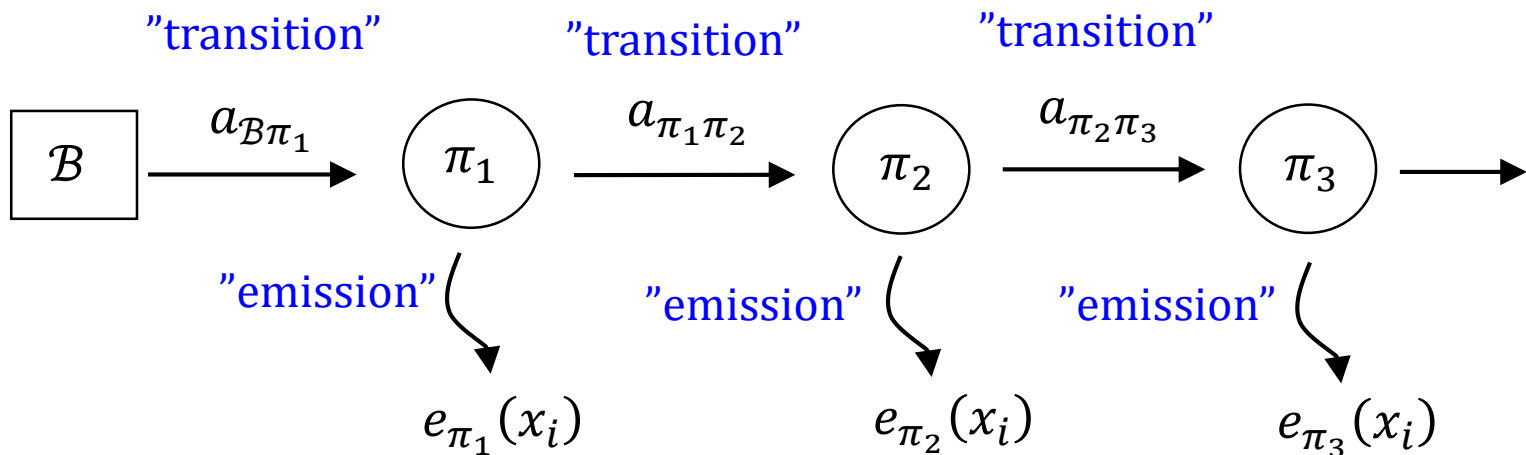 ”transition” ”transition” ”transition”
ℬ a_{ℬπ₁} π₁ a_{π₁π₂} π₂ a_{π₂π₃} π₃
”emission” ”emission” ”emission”
e_{π₁}(x_i) e_{π₂}(x_i) e_{π₃}(x_i)